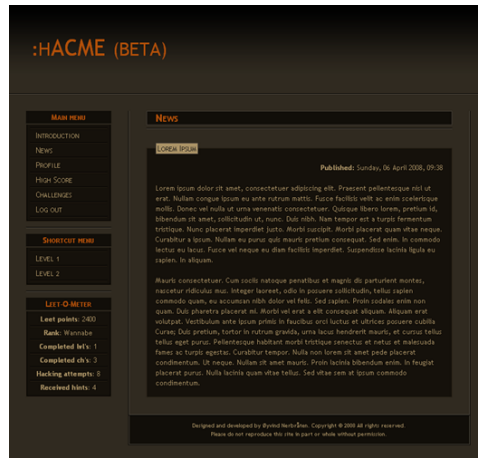 :HACME (BETA)
MAIN MENU
INTRODUCTION
NEWS
PROFILE
HIGH SCORE
CHALLENGES
LOG OUT
SHORTCUT MENU
LEVEL 1
LEVEL 2
LEET-O-METER
Leet points: 2400
Rank: Wannabe
Completed lvl's: 1
Completed ch's: 3
Hacking attempts: 8
Received hints: 4
NEWS
LOREM IPSUM
Published: Sunday, 06 April 2008, 09:38
Lorem ipsum dolor sit amet, consectetuer adipiscing elit. Praesent pellentesque nisl ut
erat. Nullam congue ipsum eu ante rutrum mattis. Fusce facilisis velit ac enim scelerisque
mollis. Donec vel nulla ut urna venenatis consectetuer. Quisque libero lorem, pretium id,
bibendum sit amet, sollicitudin ut, nunc. Duis nibh. Nam tempor est a turpis fermentum
tristique. Nunc placerat imperdiet justo. Morbi suscipit. Morbi placerat quam vitae neque.
Curabitur a ipsum. Nullam eu purus quis mauris pretium consequat. Sed enim. In commodo
lectus eu lacus. Fusce vel neque eu diam facilisis imperdiet. Suspendisse lacinia ligula eu
sapien. In aliquam.
Mauris consectetuer. Cum sociis natoque penatibus et magnis dis parturient montes,
nascetur ridiculus mus. Integer laoreet, odio in posuere sollicitudin, tellus sapien
commodo quam, eu accumsan nibh dolor vel felis. Sed sapien. Proin sodales enim non
quam. Duis pharetra placerat mi. Morbi vel erat a elit consequat aliquam. Aliquam erat
volutpat. Vestibulum ante ipsum primis in faucibus orci luctus et ultrices posuere cubilia
Curae; Duis pretium, tortor in rutrum gravida, urna lacus hendrerit mauris, et cursus tellus
tellus eget purus. Pellentesque habitant morbi tristique senectus et netus et malesuada
fames ac turpis egestas. Curabitur tempor. Nulla non lorem sit amet pede placerat
condimentum. Ut neque. Nullam sit amet mauris. Proin lacinia bibendum enim. In feugiat
placerat purus. Nulla lacinia quam vitae tellus. Sed vitae sem at ipsum commodo
condimentum.
Designed and developed by Øyvind Nerbråten. Copyright © 2008 All rights reserved.
Please do not reproduce this site in part or whole without permission.